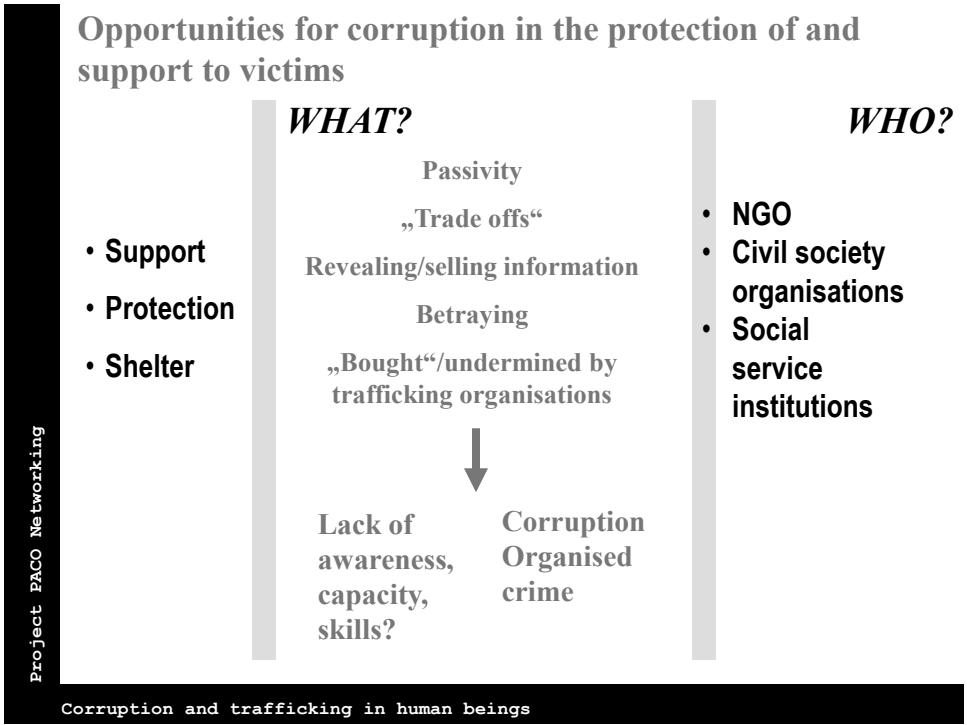 Opportunities for corruption in the protection of and
support to victims
• Support
• Protection
• Shelter
WHAT?
Passivity
„Trade offs“
Revealing/selling information
Betraying
„Bought“/undermined by
trafficking organisations
Lack of
awareness,
capacity,
skills?
Corruption
Organised
crime
WHO?
• NGO
• Civil society
organisations
• Social
service
institutions
Project PACO Networking
Corruption and trafficking in human beings